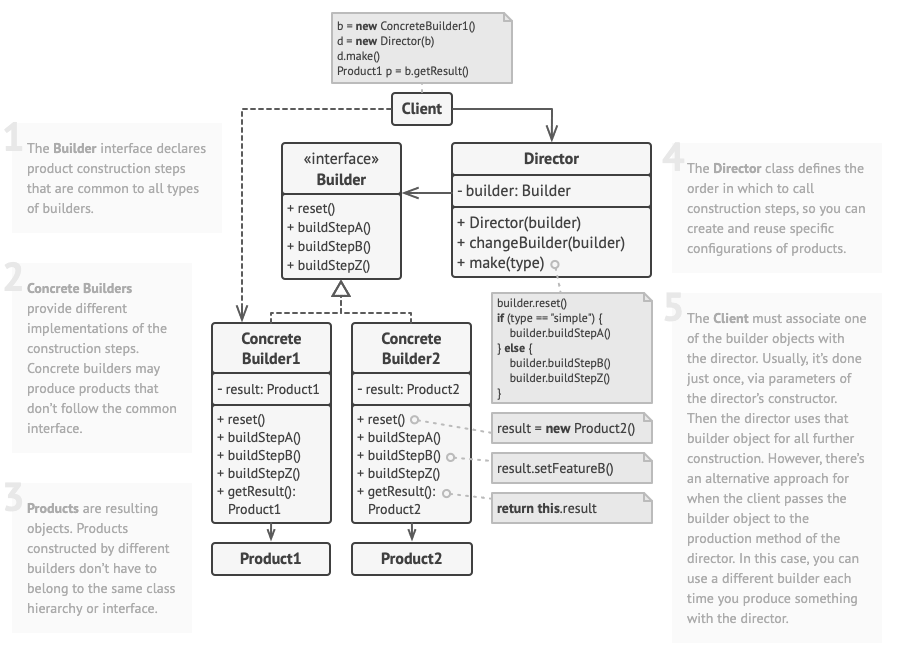 b = new ConcreteBuilder1()
d = new Director(b)
d.make()
Product1 p = b.getResult()
Client
1
The Builder interface declares
product construction steps
that are common to all types
of builders.
«interface»
Builder
+ reset()
+ buildStepA()
+ buildStepB()
+ buildStepZ()
Director
- builder: Builder
+ Director(builder)
+ changeBuilder(builder)
+ make(type)
4
The Director class defines the
order in which to call
construction steps, so you can
create and reuse specific
configurations of products.
2
Concrete Builders
provide different
implementations of the
construction steps.
Concrete builders may
produce products that
don't follow the common
interface.
Concrete
Builder1
- result: Product1
+ reset()
+ buildStepA()
+ buildStepB()
+ buildStepZ()
+ getResult():
Product1
Concrete
Builder2
- result: Product2
+ reset()
+ buildStepA()
+ buildStepB()
+ buildStepZ()
+ getResult():
Product2
builder.reset()
if (type == "simple") {
builder.buildStepA()
} else {
builder.buildStepB()
builder.buildStepZ()
}
result = new Product2()
result.setFeatureB()
return this.result
5
The Client must associate one
of the builder objects with
the director. Usually, it's done
just once, via parameters of
the director's constructor.
Then the director uses that
builder object for all further
construction. However, there's
an alternative approach for
when the client passes the
builder object to the
production method of the
director. In this case, you can
use a different builder each
time you produce something
with the director.
3
Products are resulting
objects. Products
constructed by different
builders don't have to
belong to the same class
hierarchy or interface.
Product1
Product2